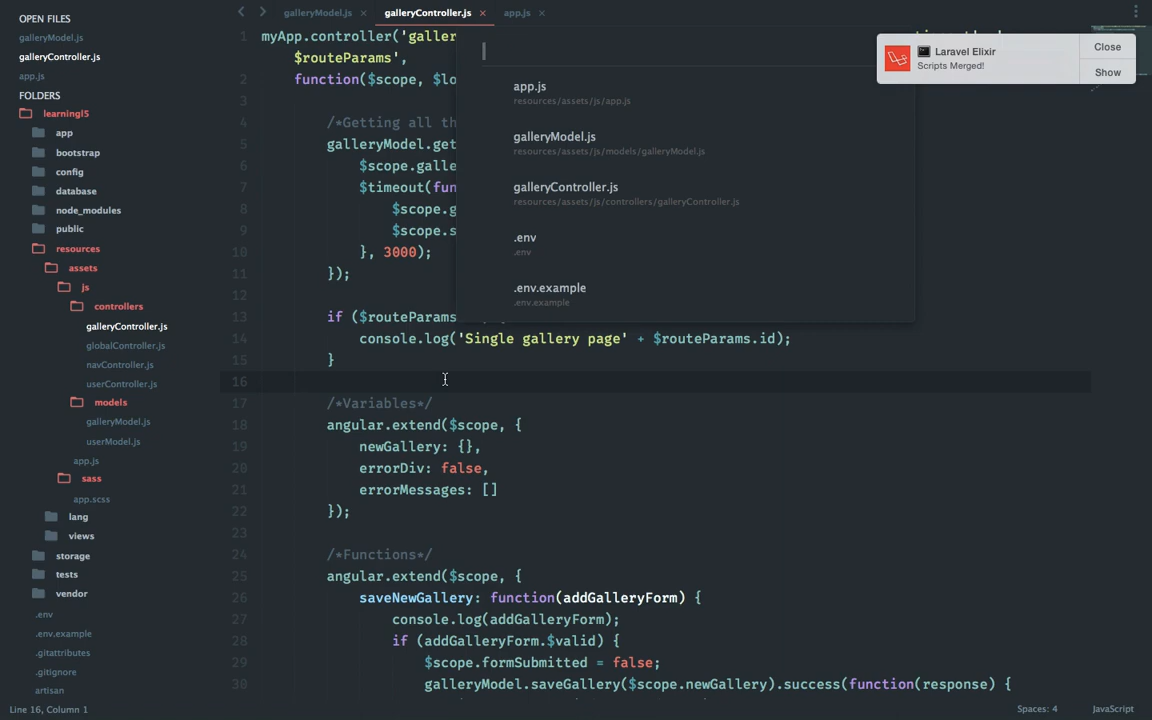 OPEN FILES
galleryModel.js
galleryController.js
app.js
FOLDERS
learningl5
app
bootstrap
config
database
node_modules
public
resources
assets
js
controllers
galleryController.js
globalController.js
navController.js
userController.js
models
galleryModel.js
userModel.js
app.js
sass
app.scss
lang
views
storage
tests
vendor
.env
.env.example
.gitattributes
.gitignore
artisan
galleryModel.js ×
galleryController.js ×
app.js ×
1 myApp.controller('galler
$routeParams',
2 function($scope, $lo
3
4 /*Getting all th
5 galleryModel.get
6 $scope.galle
7 $timeout(fun
8 $scope.g
9 $scope.s
10 }, 3000);
11 });
12
13 if ($routeParams
14 console.log('Single gallery page' + $routeParams.id);
15 }
16
17 /*Variables*/
18 angular.extend($scope, {
19 newGallery: {},
20 errorDiv: false,
21 errorMessages: []
22 });
23
24 /*Functions*/
25 angular.extend($scope, {
26 saveNewGallery: function(addGalleryForm) {
27 console.log(addGalleryForm);
28 if (addGalleryForm.$valid) {
29 $scope.formSubmitted = false;
30 galleryModel.saveGallery($scope.newGallery).success(function(response) {
app.js
resources/assets/js/app.js
galleryModel.js
resources/assets/js/models/galleryModel.js
galleryController.js
resources/assets/js/controllers/galleryController.js
.env
.env
.env.example
.env.example
Laravel Elixir
Scripts Merged!
Close
Show
Line 16, Column 1
Spaces: 4
JavaScript